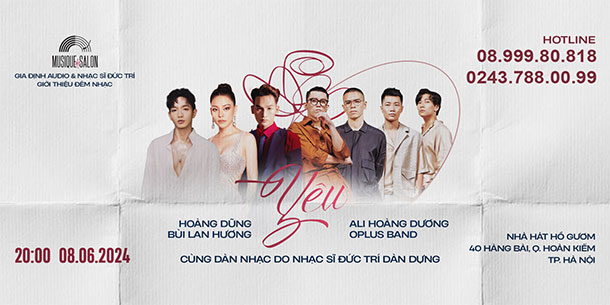 MUSIQUE de SALON
GIA ĐỊNH AUDIO & NHẠC SĨ ĐỨC TRÍ
GIỚI THIỆU ĐÊM NHẠC
HOTLINE
08.999.80.818
0243.788.00.99
Yêu
HOÀNG DŨNG
BÙI LAN HƯƠNG
ALI HOÀNG DƯƠNG
OPLUS BAND
CÙNG DÀN NHẠC DO NHẠC SĨ ĐỨC TRÍ DÀN DỰNG
20:00 08.06.2024
NHÀ HÁT HỒ GƯƠM
40 HÀNG BÀI, Q. HOÀN KIẾM
TP. HÀ NỘI